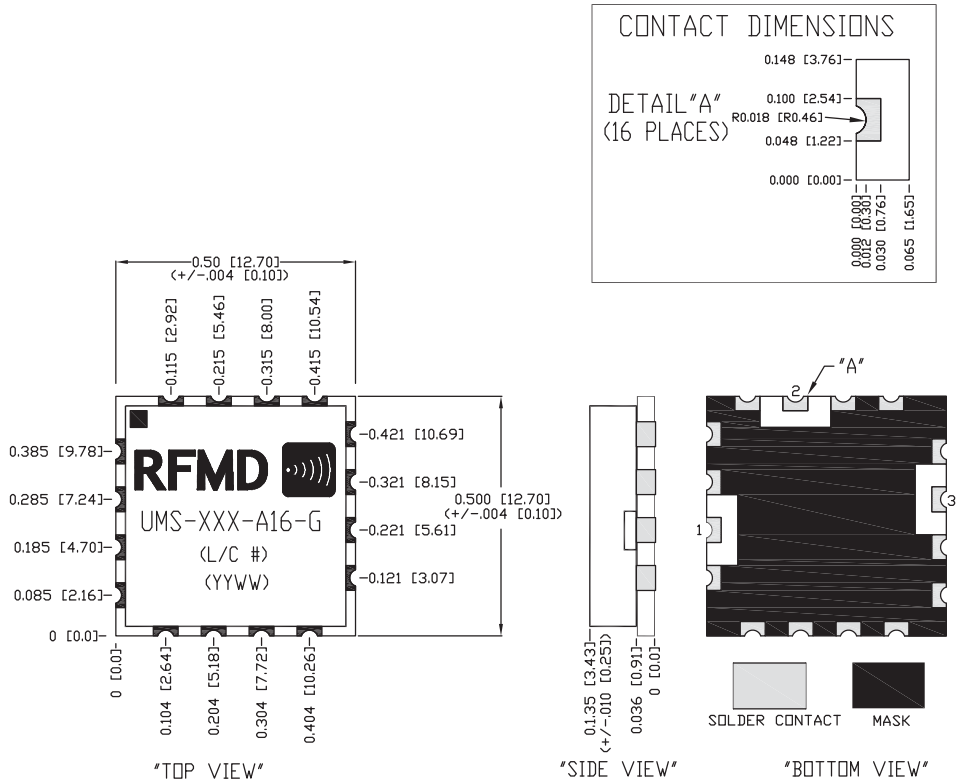 CONTACT DIMENSIONS
0.148 [3.76]
DETAIL"A"
(16 PLACES)
0.100 [2.54]
R0.018 [R0.46]
0.048 [1.22]
0.000 [0.00]
0.000 [0.00]
0.012 [0.30]
0.030 [0.76]
0.065 [1.65]
0.50 [12.70]
(+/-.004 [0.10])
0.115 [2.92]
0.215 [5.46]
0.315 [8.00]
0.415 [10.54]
0.385 [9.78]
0.285 [7.24]
0.185 [4.70]
0.085 [2.16]
0 [0.0]
RFMD
UMS-XXX-A16-G
(L/C #)
(YYWW)
0.421 [10.69]
0.321 [8.15]
0.221 [5.61]
0.121 [3.07]
0.500 [12.70]
(+/-.004 [0.10])
0 [0.0]
0.104 [2.64]
0.204 [5.18]
0.304 [7.72]
0.404 [10.26]
"TOP VIEW"
0.1.35 [3.43]
(+/-.010 [0.25])
0.036 [0.91]
0 [0.0]
"SIDE VIEW"
"A"
2
1
3
SOLDER CONTACT
MASK
"BOTTOM VIEW"